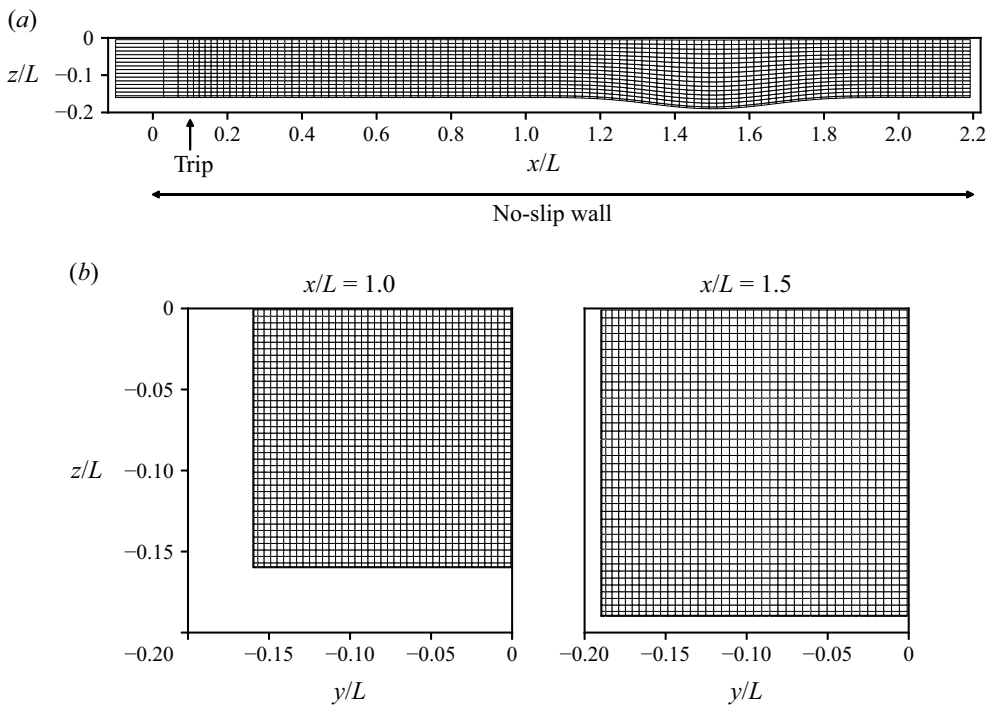 (a)
0
z/L
−0.1
−0.2
0 0.2 0.4 0.6 0.8 1.0 1.2 1.4 1.6 1.8 2.0 2.2
Trip
x/L
No-slip wall
(b)
x/L = 1.0
x/L = 1.5
0
−0.05
z/L
−0.10
−0.15
−0.20 −0.15 −0.10 −0.05 0
−0.20 −0.15 −0.10 −0.05 0
y/L
y/L